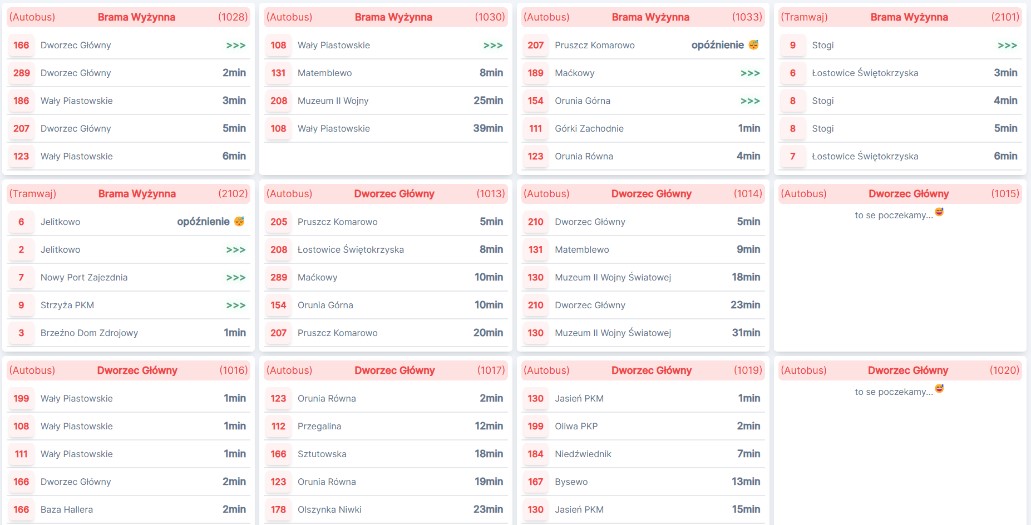 (Autobus) Brama Wyżynna (1028)
166 Dworzec Główny >>>
289 Dworzec Główny 2min
186 Wały Piastowskie 3min
207 Dworzec Główny 5min
123 Wały Piastowskie 6min
(Autobus) Brama Wyżynna (1030)
108 Wały Piastowskie >>>
131 Matemblewo 8min
208 Muzeum II Wojny 25min
108 Wały Piastowskie 39min
(Autobus) Brama Wyżynna (1033)
207 Pruszcz Komarowo opóźnienie 😴
189 Maćkowy >>>
154 Orunia Górna >>>
111 Górki Zachodnie 1min
123 Orunia Równa 4min
(Tramwaj) Brama Wyżynna (2101)
9 Stogi >>>
6 Łostowice Świętokrzyska 3min
8 Stogi 4min
8 Stogi 5min
7 Łostowice Świętokrzyska 6min
(Tramwaj) Brama Wyżynna (2102)
6 Jelitkowo opóźnienie 😴
2 Jelitkowo >>>
7 Nowy Port Zajezdnia >>>
9 Strzyża PKM >>>
3 Brzeźno Dom Zdrojowy 1min
(Autobus) Dworzec Główny (1013)
205 Pruszcz Komarowo 5min
208 Łostowice Świętokrzyska 8min
289 Maćkowy 10min
154 Orunia Górna 10min
207 Pruszcz Komarowo 20min
(Autobus) Dworzec Główny (1014)
210 Dworzec Główny 5min
131 Matemblewo 9min
130 Muzeum II Wojny Światowej 18min
210 Dworzec Główny 23min
130 Muzeum II Wojny Światowej 31min
(Autobus) Dworzec Główny (1015)
to se poczekamy...😅
(Autobus) Dworzec Główny (1016)
199 Wały Piastowskie 1min
108 Wały Piastowskie 1min
111 Wały Piastowskie 1min
166 Dworzec Główny 2min
166 Baza Hallera 2min
(Autobus) Dworzec Główny (1017)
123 Orunia Równa 2min
112 Przegalina 12min
166 Sztutowska 18min
123 Orunia Równa 19min
178 Olszynka Niwki 23min
(Autobus) Dworzec Główny (1019)
130 Jasień PKM 1min
199 Oliwa PKP 2min
184 Niedźwiednik 7min
167 Bysewo 13min
130 Jasień PKM 15min
(Autobus) Dworzec Główny (1020)
to se poczekamy...😅